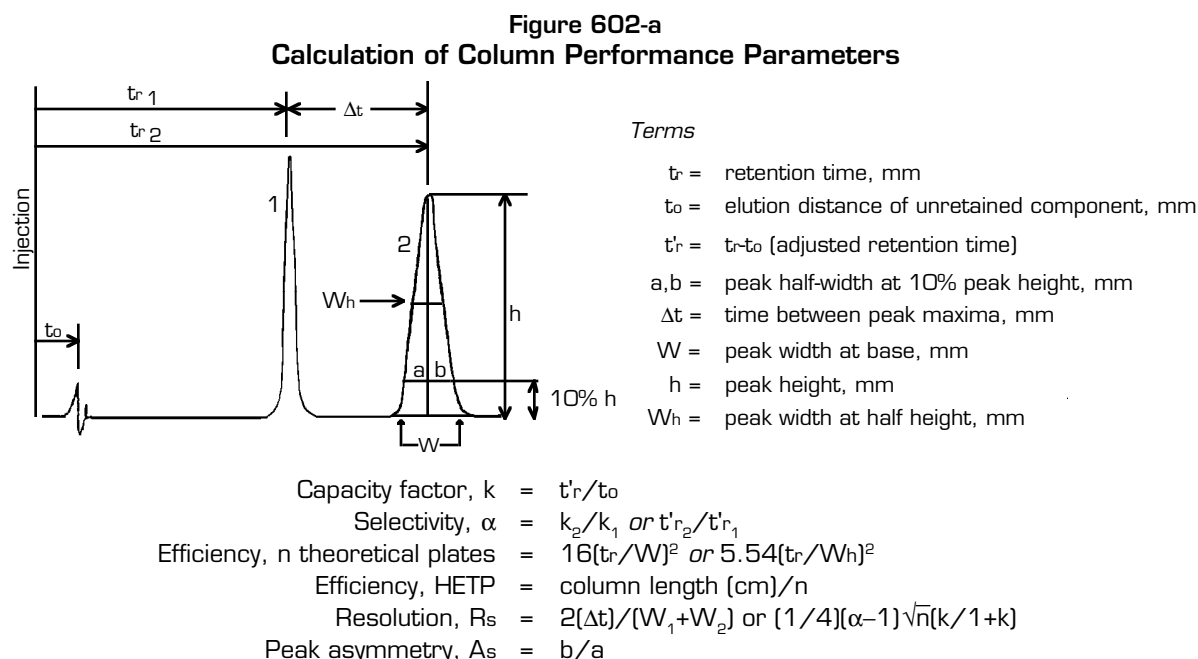 Figure 602-a
Calculation of Column Performance Parameters
tr 1
Δt
tr 2
Injection
1
2
Wh
h
to
a
b
10% h
W
Terms
tr = retention time, mm
to = elution distance of unretained component, mm
t'r = tr-to (adjusted retention time)
a,b = peak half-width at 10% peak height, mm
Δt = time between peak maxima, mm
W = peak width at base, mm
h = peak height, mm
Wh = peak width at half height, mm
Capacity factor, k = t'r/to
Selectivity, α = k₂/k₁ or t'r₂/t'r₁
Efficiency, n theoretical plates = 16(tr/W)² or 5.54(tr/Wh)²
Efficiency, HETP = column length (cm)/n
Resolution, Rs = 2(Δt)/(W₁+W₂) or (1/4)(α–1)√n(k/1+k)
Peak asymmetry, As = b/a